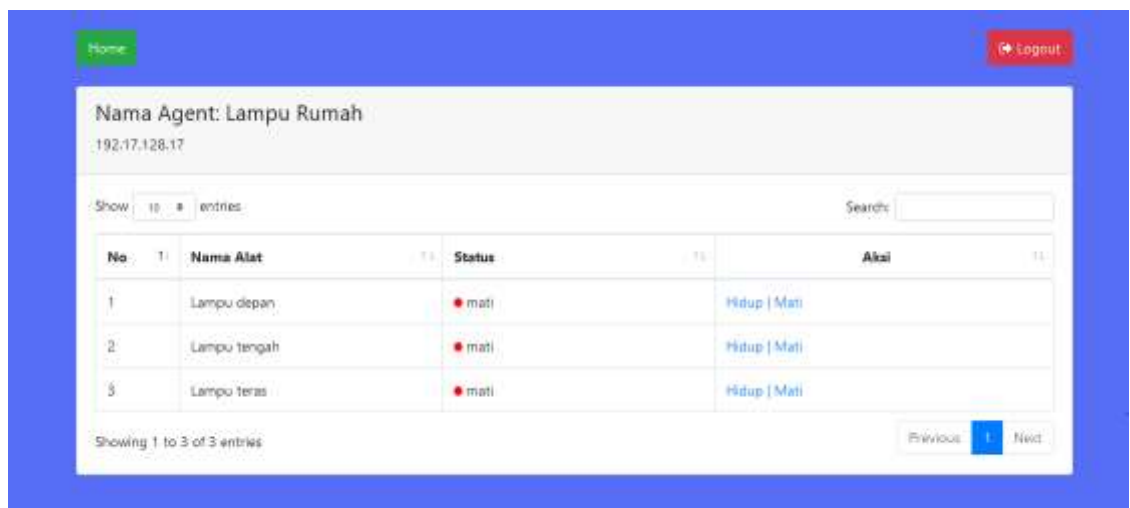 Home
Logout
Nama Agent: Lampu Rumah
192.17.128.17
Show 10 entries
Search:
No Nama Alat Status Aksi
1 Lampu depan mati Hidup | Mati
2 Lampu tengah mati Hidup | Mati
3 Lampu teras mati Hidup | Mati
Showing 1 to 3 of 3 entries
Previous 1 Next